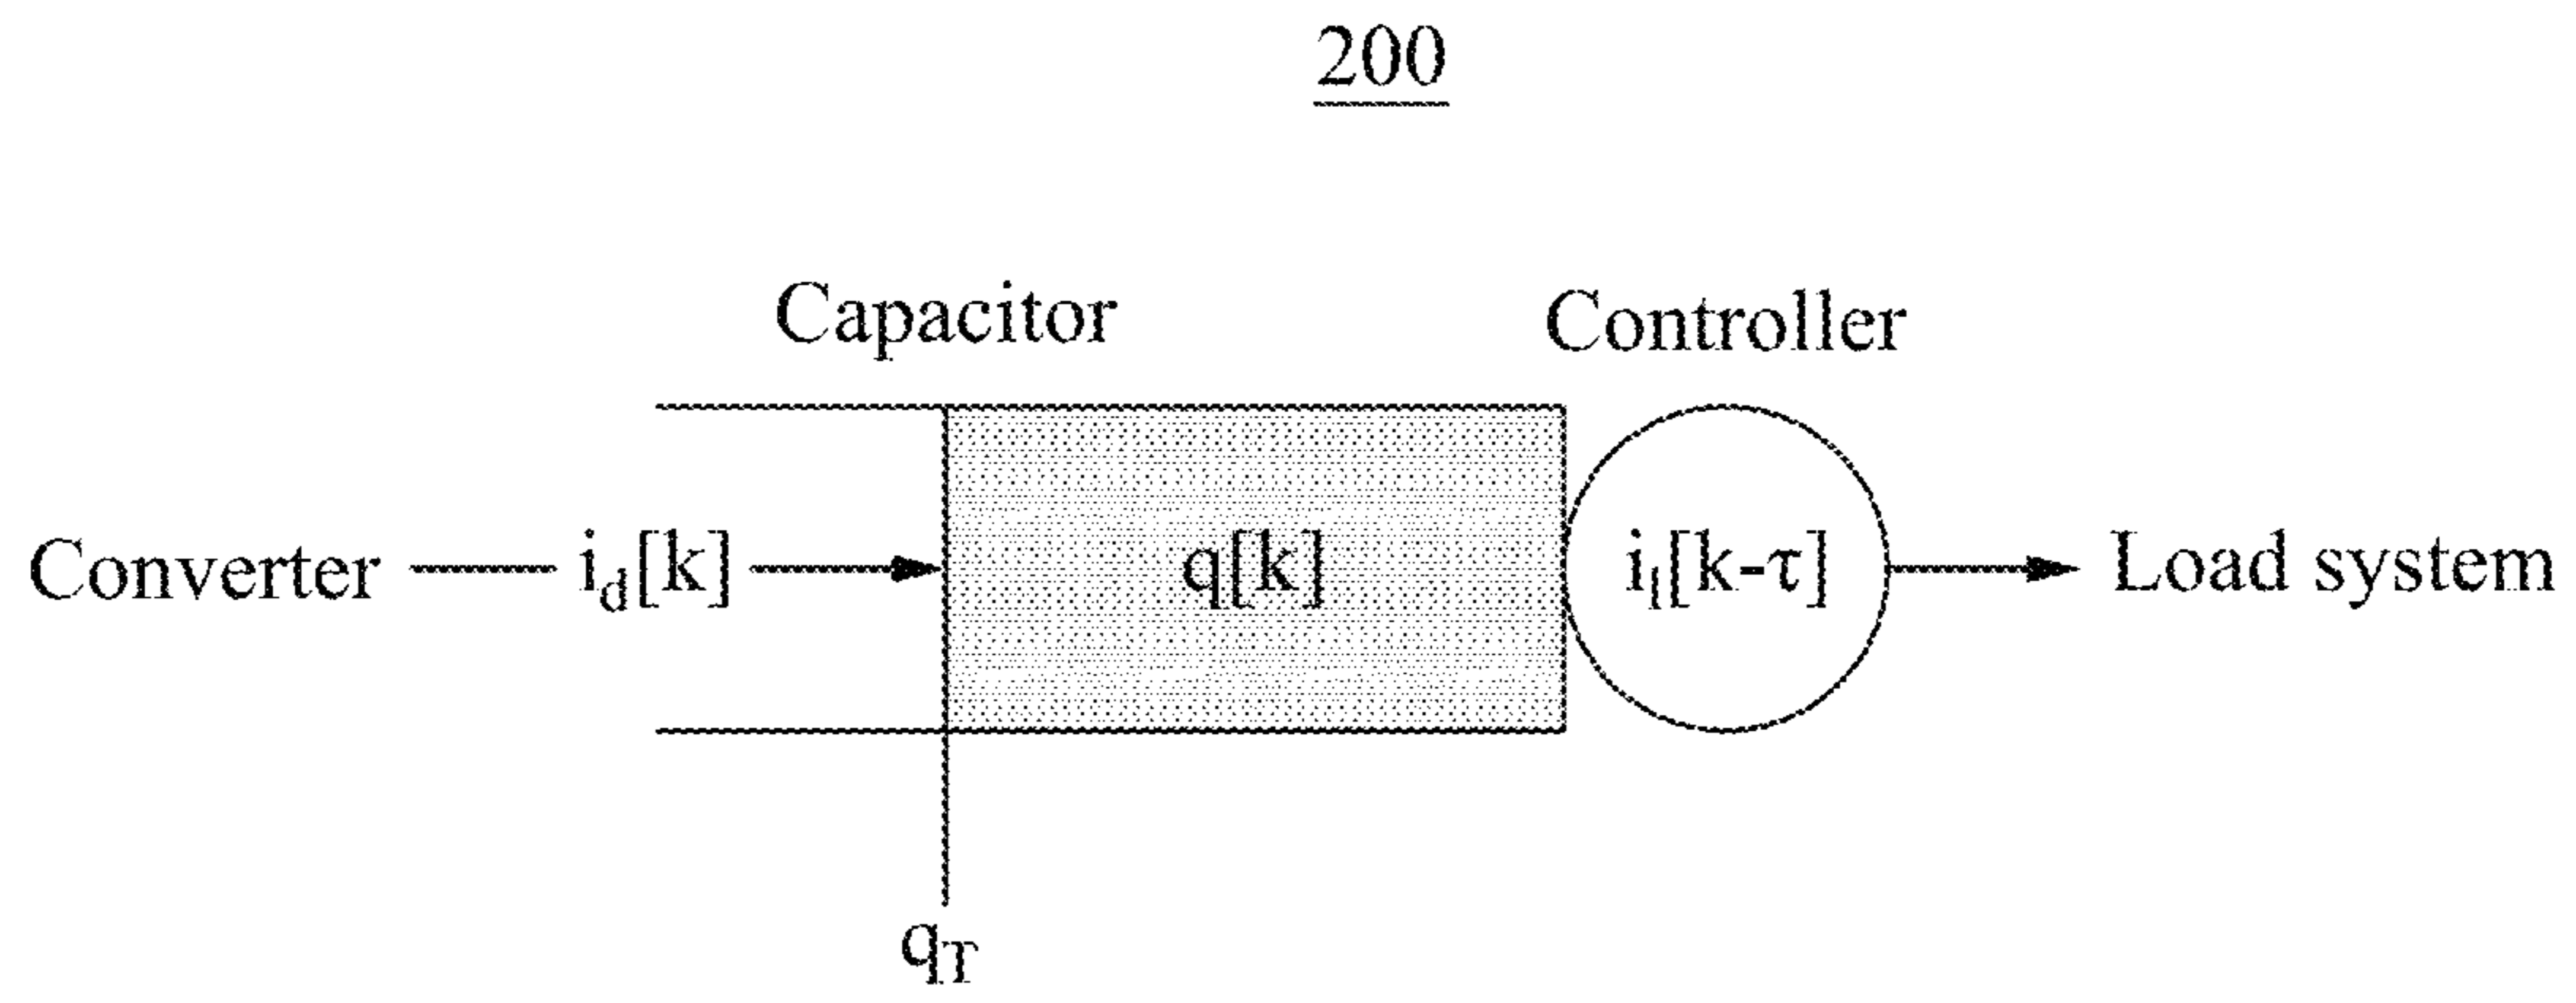 200
Capacitor Controller
Converter i_d[k] q[k] i_l[k-τ] Load system
q_T